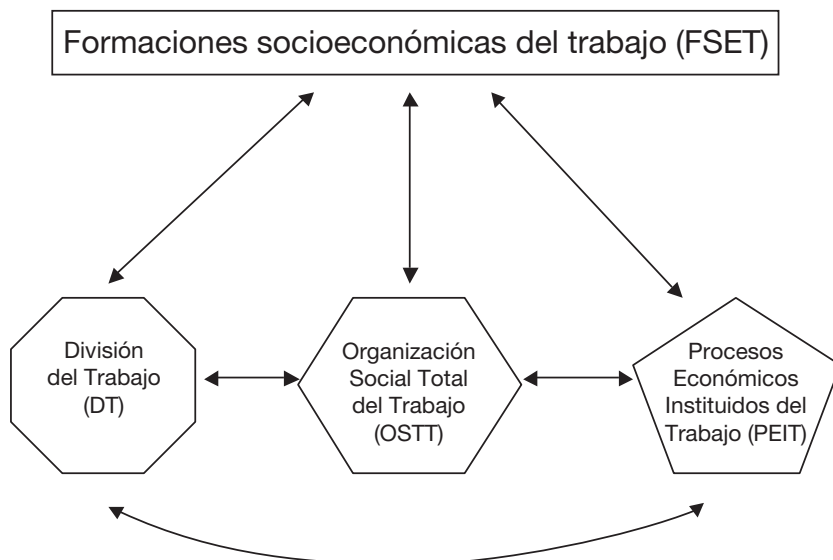 Formaciones socioeconómicas del trabajo (FSET)
División
del Trabajo
(DT)
Organización
Social Total
del Trabajo
(OSTT)
Procesos
Económicos
Instituidos del
Trabajo (PEIT)